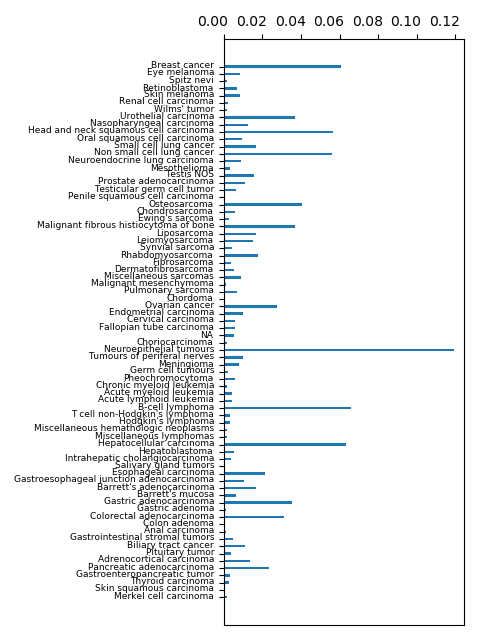 0.00 0.02 0.04 0.06 0.08 0.10 0.12
Breast cancer
Eye melanoma
Spitz nevi
Retinoblastoma
Skin melanoma
Renal cell carcinoma
Wilms' tumor
Urothelial carcinoma
Nasopharyngeal carcinoma
Head and neck squamous cell carcinoma
Oral squamous cell carcinoma
Small cell lung cancer
Non small cell lung cancer
Neuroendocrine lung carcinoma
Mesothelioma
Testis NOS
Prostate adenocarcinoma
Testicular germ cell tumor
Penile squamous cell carcinoma
Osteosarcoma
Chondrosarcoma
Ewing's sarcoma
Malignant fibrous histiocytoma of bone
Liposarcoma
Leiomyosarcoma
Synvial sarcoma
Rhabdomyosarcoma
Fibrosarcoma
Dermatofibrosarcoma
Miscellaneous sarcomas
Malignant mesenchymoma
Pulmonary sarcoma
Chordoma
Ovarian cancer
Endometrial carcinoma
Cervical carcinoma
Fallopian tube carcinoma
NA
Choriocarcinoma
Neuroepithelial tumours
Tumours of periferal nerves
Meningioma
Germ cell tumours
Pheochromocytoma
Chronic myeloid leukemia
Acute myeloid leukemia
Acute lymphoid leukemia
B-cell lymphoma
T cell non-Hodgkin's lymphoma
Hodgkin's lymphoma
Miscellaneous hemathologic neoplasms
Miscellaneous lymphomas
Hepatocellular carcinoma
Hepatoblastoma
Intrahepatic cholangiocarcinoma
Salivary gland tumors
Esophageal carcinoma
Gastroesophageal junction adenocarcinoma
Barrett's adenocarcinoma
Barrett's mucosa
Gastric adenocarcinoma
Gastric adenoma
Colorectal adenocarcinoma
Colon adenoma
Anal carcinoma
Gastrointestinal stromal tumors
Biliary tract cancer
Pituitary tumor
Adrenocortical carcinoma
Pancreatic adenocarcinoma
Gastroenteropancreatic tumor
Thyroid carcinoma
Skin squamous carcinoma
Merkel cell carcinoma